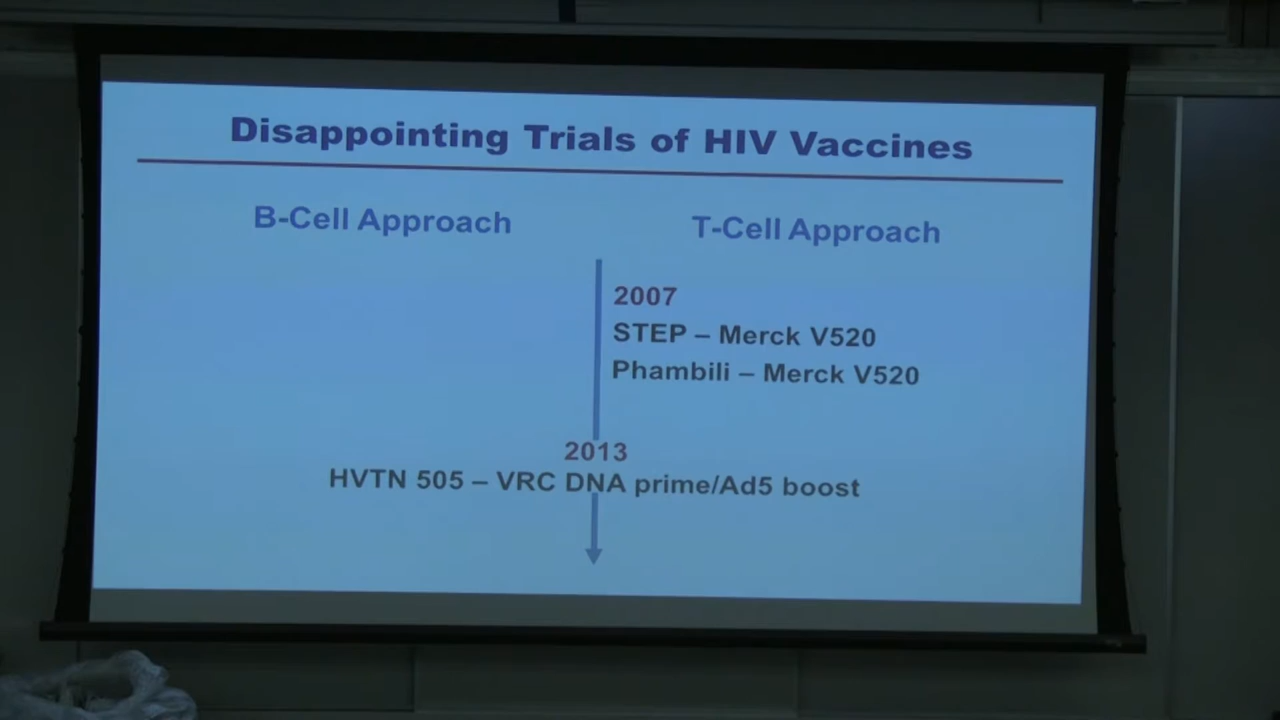 Disappointing Trials of HIV Vaccines
B-Cell Approach
T-Cell Approach
2007
STEP – Merck V520
Phambili – Merck V520
2013
HVTN 505 – VRC DNA prime/Ad5 boost